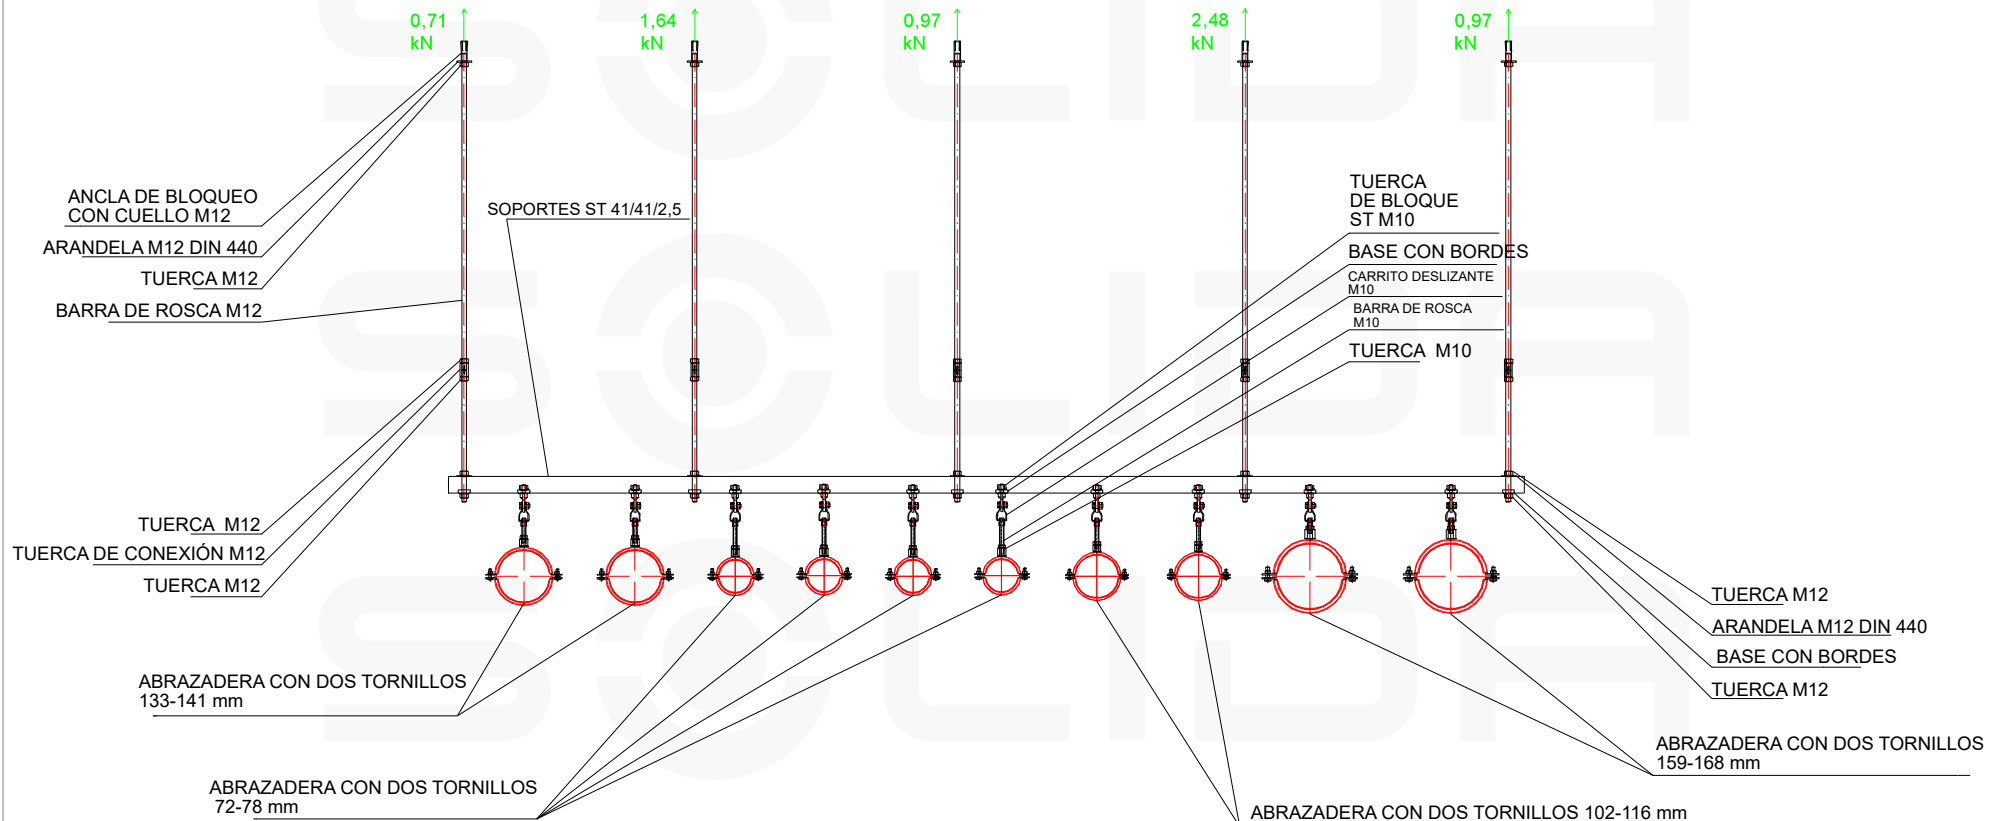 0,71
kN
1,64
kN
0,97
kN
2,48
kN
0,97
kN
ANCLA DE BLOQUEO
CON CUELLO M12
ARANDELA M12 DIN 440
TUERCA M12
BARRA DE ROSCA M12
SOPORTES ST 41/41/2,5
TUERCA
DE BLOQUE
ST M10
BASE CON BORDES
CARRITO DESLIZANTE
M10
BARRA DE ROSCA
M10
TUERCA M10
TUERCA M12
TUERCA DE CONEXIÓN M12
TUERCA M12
TUERCA M12
ARANDELA M12 DIN 440
BASE CON BORDES
TUERCA M12
ABRAZADERA CON DOS TORNILLOS
133-141 mm
ABRAZADERA CON DOS TORNILLOS
72-78 mm
ABRAZADERA CON DOS TORNILLOS 102-116 mm
ABRAZADERA CON DOS TORNILLOS
159-168 mm
SOLIDA
SOLIDA
SOLIDA